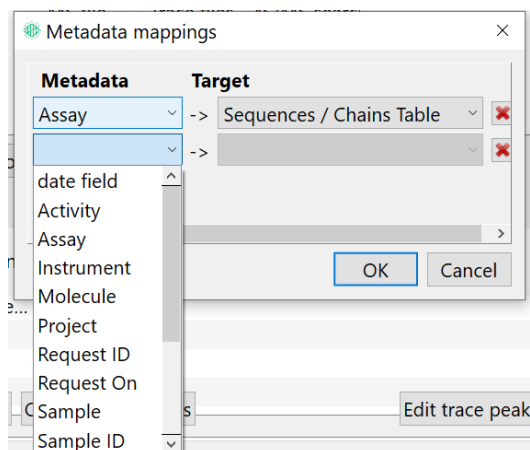 Metadata mappings
Metadata Target
Assay -> Sequences / Chains Table
->
date field
Activity
Assay
Instrument
Molecule
Project
Request ID
Request On
Sample
Sample ID
OK Cancel
Edit trace peak